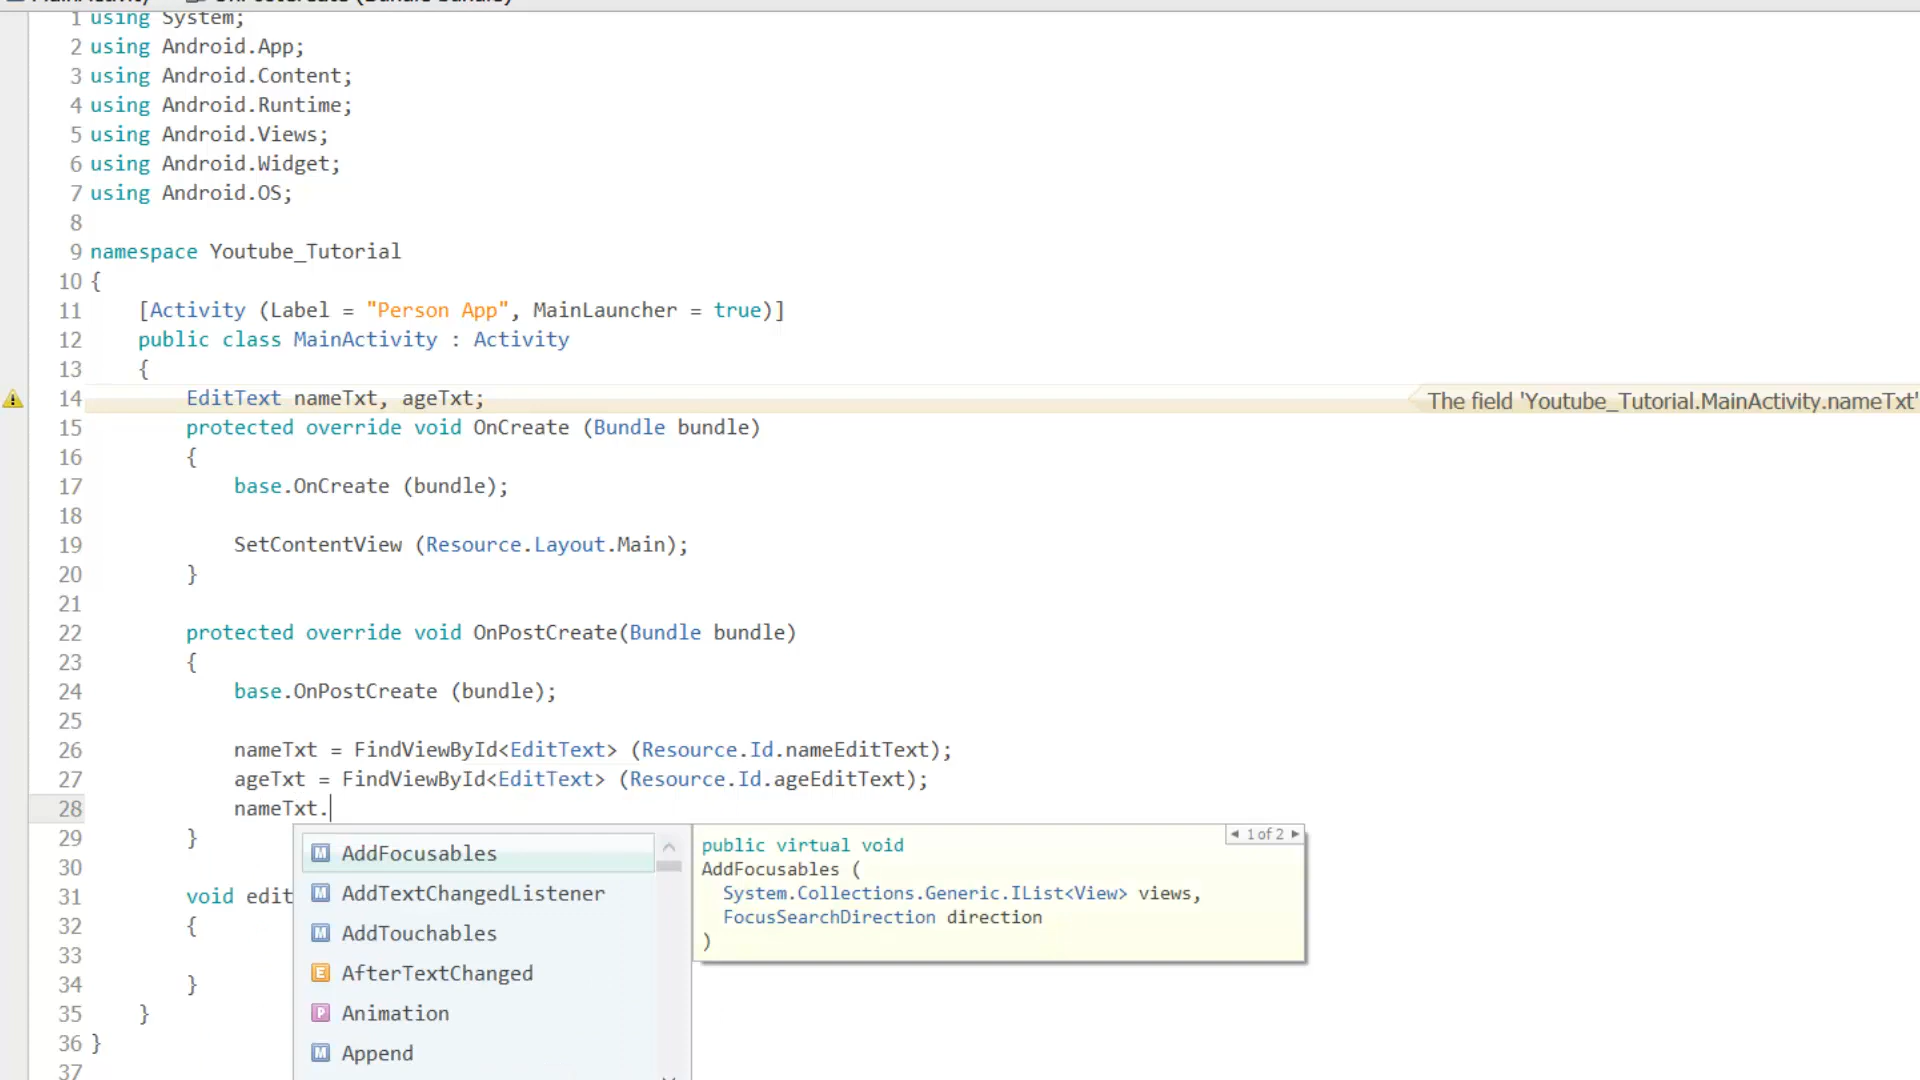 1 using System;
2 using Android.App;
3 using Android.Content;
4 using Android.Runtime;
5 using Android.Views;
6 using Android.Widget;
7 using Android.OS;
8
9 namespace Youtube_Tutorial
10 {
11 [Activity (Label = "Person App", MainLauncher = true)]
12 public class MainActivity : Activity
13 {
14 EditText nameTxt, ageTxt; The field 'Youtube_Tutorial.MainActivity.nameTxt'
15 protected override void OnCreate (Bundle bundle)
16 {
17 base.OnCreate (bundle);
18
19 SetContentView (Resource.Layout.Main);
20 }
21
22 protected override void OnPostCreate(Bundle bundle)
23 {
24 base.OnPostCreate (bundle);
25
26 nameTxt = FindViewById<EditText> (Resource.Id.nameEditText);
27 ageTxt = FindViewById<EditText> (Resource.Id.ageEditText);
28 nameTxt.
29 }
30
31 void edit
32 {
33
34 }
35 }
36 }
37
M AddFocusables
M AddTextChangedListener
M AddTouchables
E AfterTextChanged
P Animation
M Append
1 of 2
public virtual void
AddFocusables (
System.Collections.Generic.IList<View> views,
FocusSearchDirection direction
)